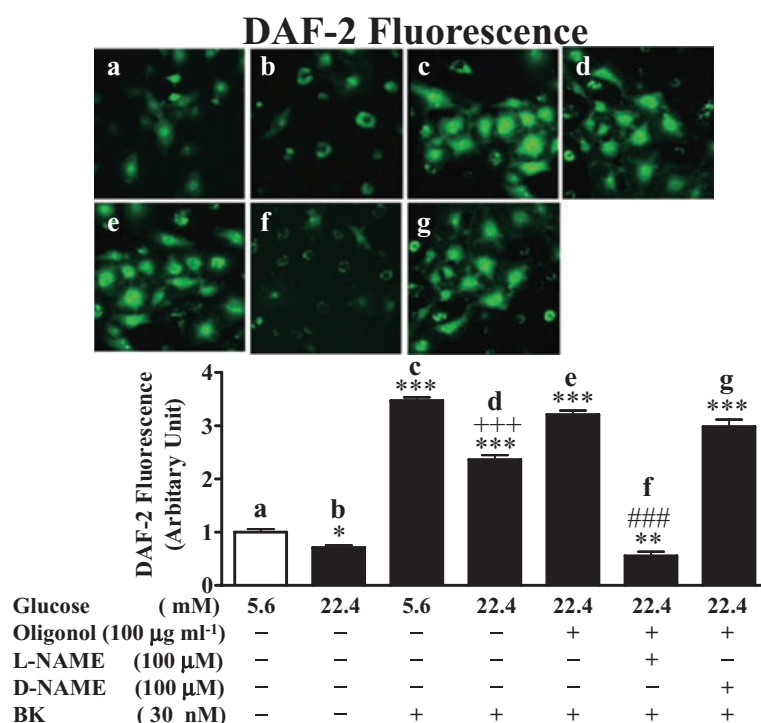 DAF-2 Fluorescence
a b c d
e f g
DAF-2 Fluorescence
(Arbitary Unit)
4
3
2
1
0
a
b
*
c
***
d
+++
***
e
***
f
###
**
g
***
Glucose (mM) 5.6 22.4 5.6 22.4 22.4 22.4 22.4
Oligonol (100 μg ml⁻¹) – – – – + + +
L-NAME (100 μM) – – – – – + –
D-NAME (100 μM) – – – – – – +
BK (30 nM) – – + + + + +